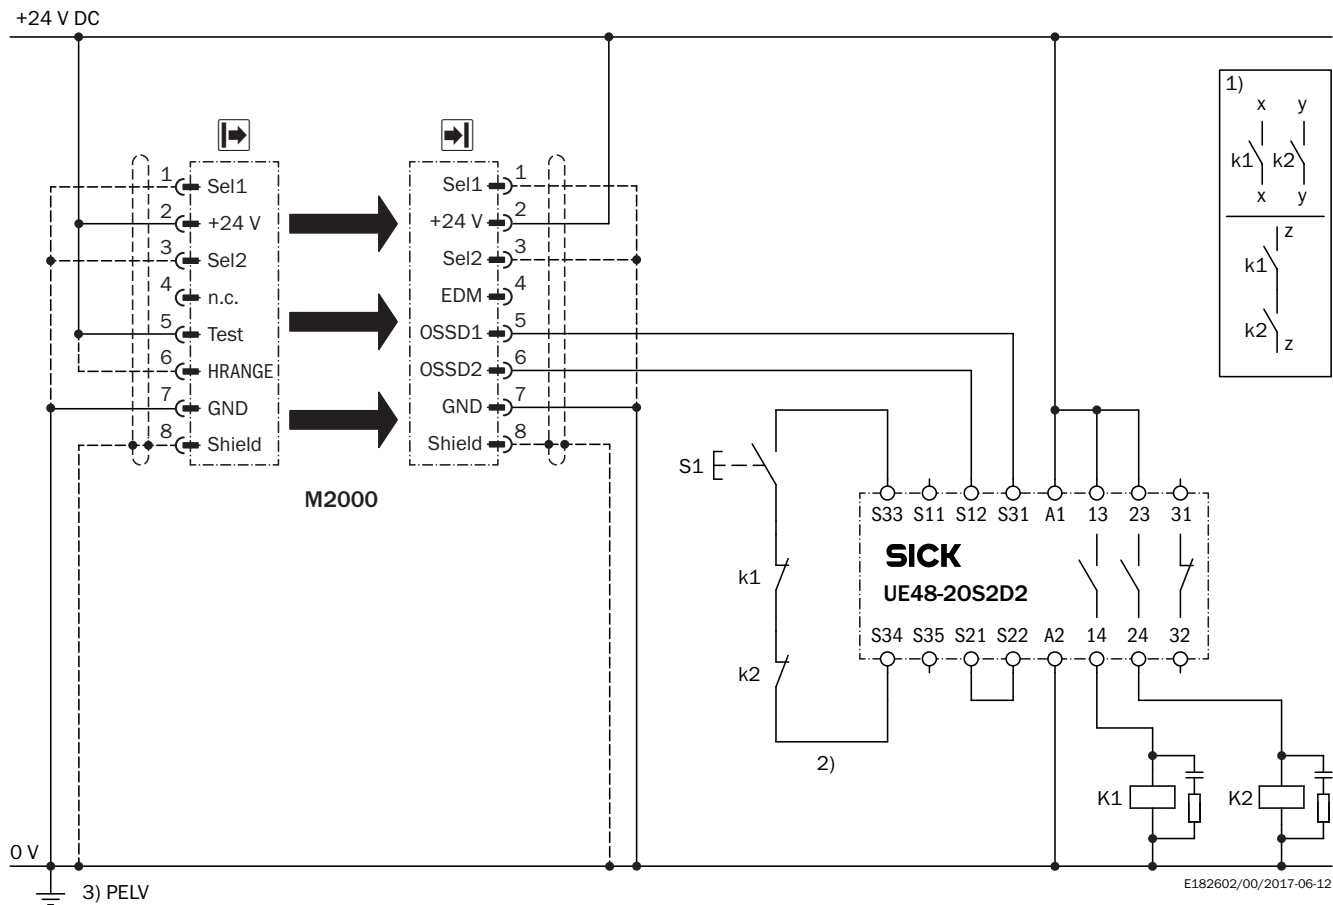 +24 V DC
1)
x y
k1 k2
x y
z
k1
k2
z
1 Sel1
2 +24 V
3 Sel2
4 n.c.
5 Test
6 HRANGE
7 GND
8 Shield
Sel1 1
+24 V 2
Sel2 3
EDM 4
OSSD1 5
OSSD2 6
GND 7
Shield 8
M2000
S1
k1
k2
2)
S33 S11 S12 S31 A1 13 23 31
SICK
UE48-2OS2D2
S34 S35 S21 S22 A2 14 24 32
K1
K2
0 V
3) PELV
E182602/00/2017-06-12